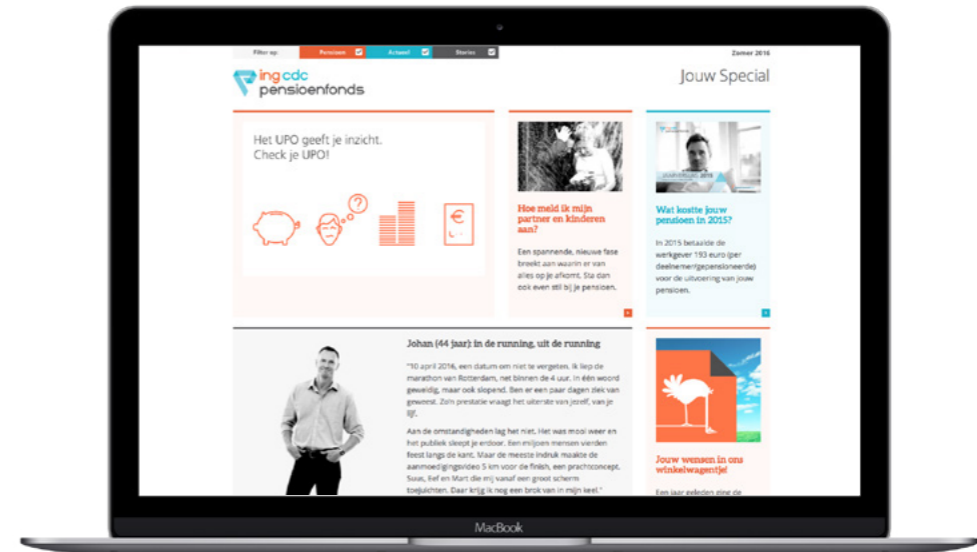 Filter op:
Pensioen
Actueel
Stories
Zomer 2016
ing cdc
pensioenfonds
Jouw Special
Het UPO geeft je inzicht.
Check je UPO!
Hoe meld ik mijn
partner en kinderen
aan?
Een spannende, nieuwe fase
breekt aan waarin er van
alles op je afkomt. Sta dan
ook even stil bij je pensioen.
Wat kostte jouw
pensioen in 2015?
In 2015 betaalde de
werkgever 193 euro (per
deelnemer/gepensioneerde)
voor de uitvoering van jouw
pensioen.
Johan (44 jaar): in de running, uit de running
"10 april 2016, een datum om niet te vergeten. Ik liep de
marathon van Rotterdam, net binnen de 4 uur. In één woord
geweldig, maar ook slopend. Ben er een paar dagen ziek van
geweest. Zo'n prestatie vraagt het uiterste van jezelf, van je
lijf.
Aan de omstandigheden lag het niet. Het was mooi weer en
het publiek sleept je erdoor. Een miljoen mensen vierden
feest langs de kant. Maar de meeste indruk maakte de
aanmoedigingsvideo 5 km voor de finish, een prachtconcept.
Suus, Eef en Mart die mij vanaf een groot scherm
toejuichten. Daar krijg ik nog een brok van in mijn keel."
Jouw wensen in ons
winkelwagentje!
Een jaar geleden ging de
MacBook